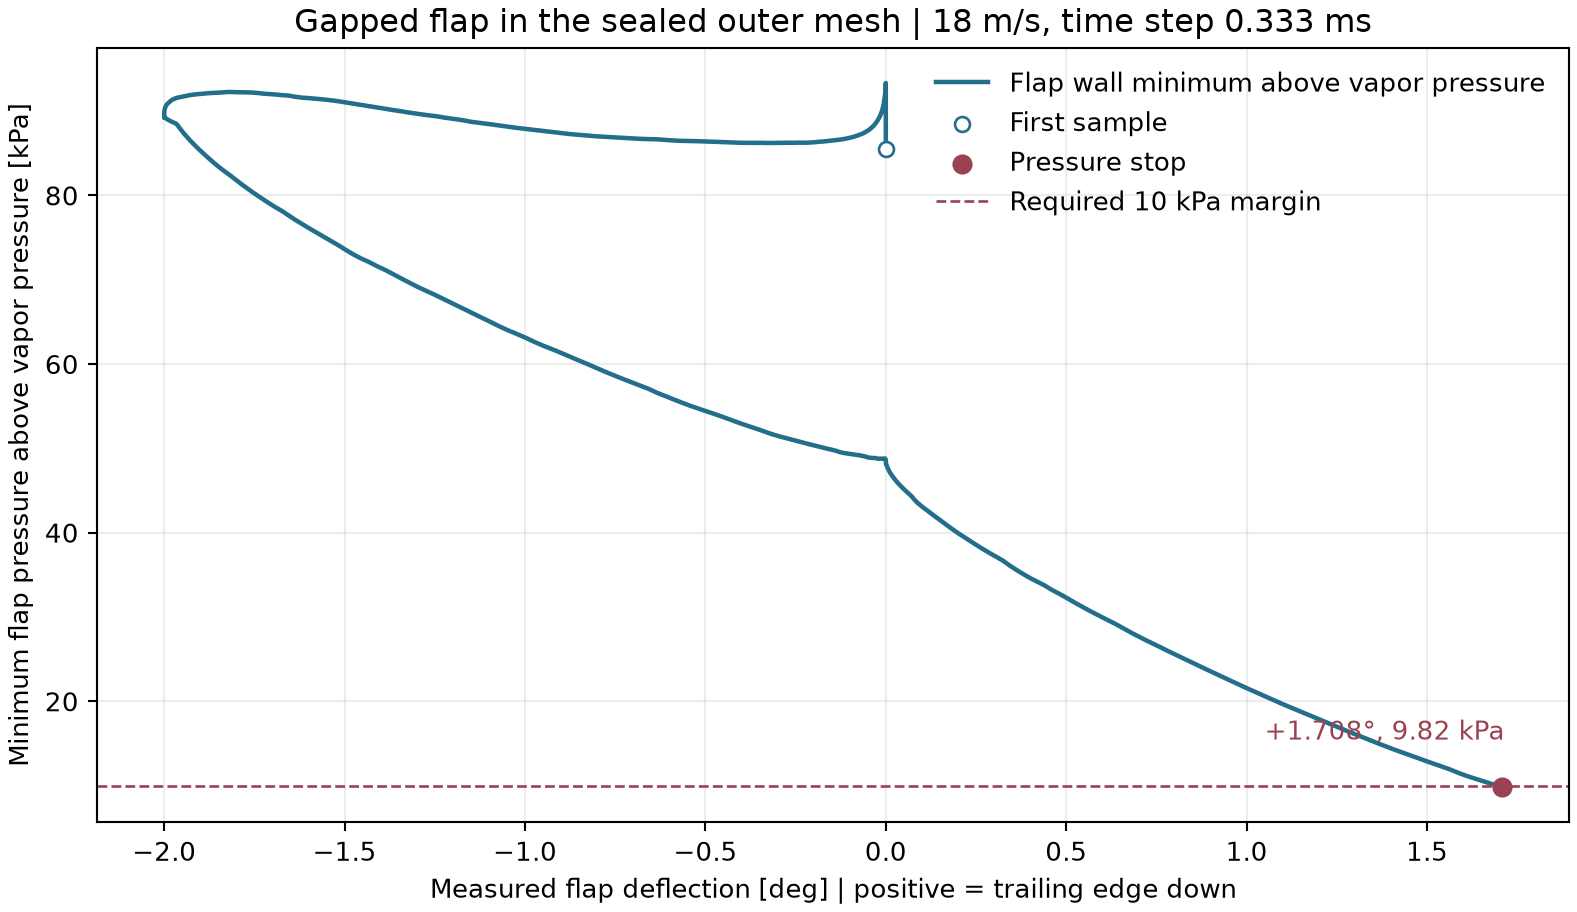 Gapped flap in the sealed outer mesh | 18 m/s, time step 0.333 ms
Minimum flap pressure above vapor pressure [kPa]
80
60
40
20
Flap wall minimum above vapor pressure
First sample
Pressure stop
Required 10 kPa margin
+1.708°, 9.82 kPa
−2.0 −1.5 −1.0 −0.5 0.0 0.5 1.0 1.5
Measured flap deflection [deg] | positive = trailing edge down